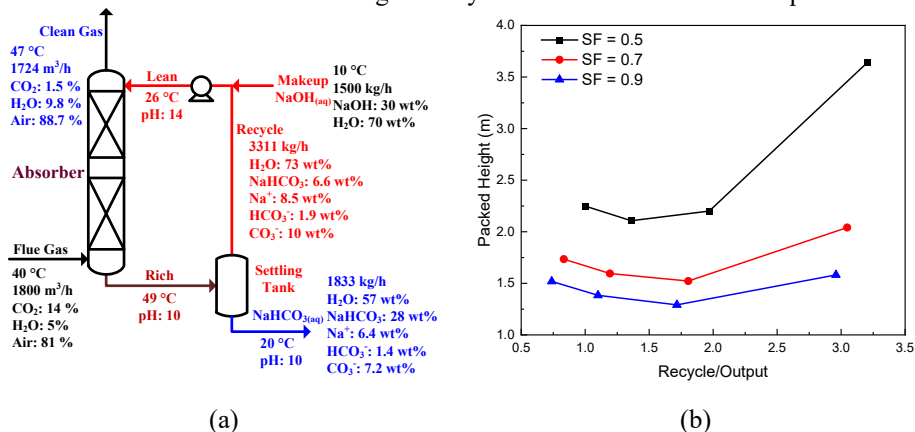 Clean Gas
47 °C
1724 m³/h
CO₂: 1.5 %
H₂O: 9.8 %
Air: 88.7 %
Lean
26 °C
pH: 14
Makeup
NaOH(aq)
10 °C
1500 kg/h
NaOH: 30 wt%
H₂O: 70 wt%
Recycle
3311 kg/h
H₂O: 73 wt%
NaHCO₃: 6.6 wt%
Na⁺: 8.5 wt%
HCO₃⁻: 1.9 wt%
CO₃⁻: 10 wt%
Absorber
Flue Gas
40 °C
1800 m³/h
CO₂: 14 %
H₂O: 5%
Air: 81 %
Rich
49 °C
pH: 10
Settling
Tank
NaHCO₃(aq)
20 °C
pH: 10
1833 kg/h
H₂O: 57 wt%
NaHCO₃: 28 wt%
Na⁺: 6.4 wt%
HCO₃⁻: 1.4 wt%
CO₃⁻: 7.2 wt%
(a)
SF = 0.5
SF = 0.7
SF = 0.9
Packed Height (m)
4.0
3.5
3.0
2.5
2.0
1.5
1.0
0.5 1.0 1.5 2.0 2.5 3.0 3.5
Recycle/Output
(b)